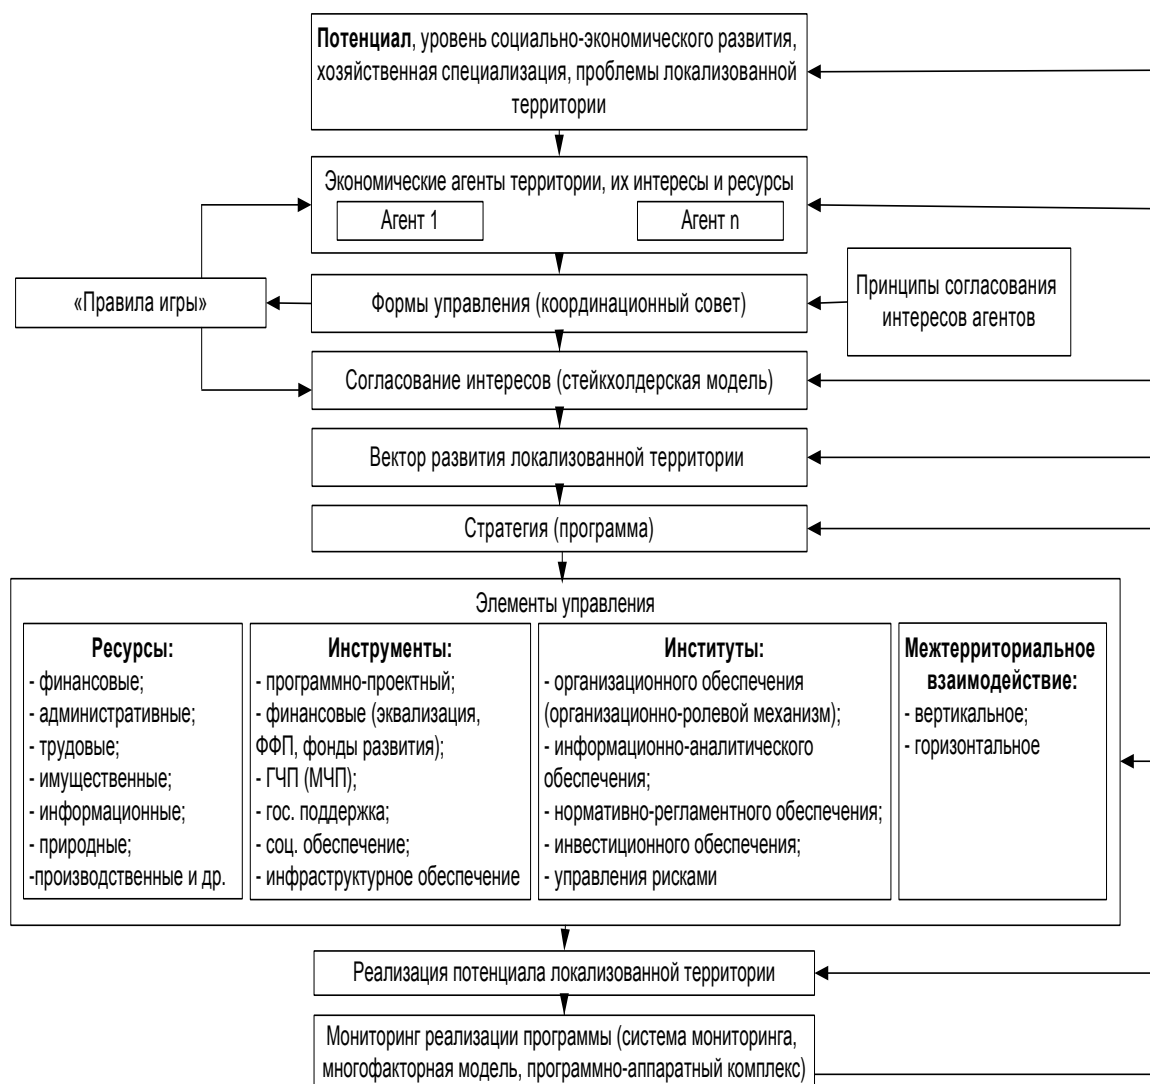 Потенциал, уровень социально-экономического развития,
хозяйственная специализация, проблемы локализованной
территории
Экономические агенты территории, их интересы и ресурсы
Агент 1
Агент n
«Правила игры»
Формы управления (координационный совет)
Принципы согласования
интересов агентов
Согласование интересов (стейкхолдерская модель)
Вектор развития локализованной территории
Стратегия (программа)
Элементы управления
Ресурсы:
- финансовые;
- административные;
- трудовые;
- имущественные;
- информационные;
- природные;
-производственные и др.
Инструменты:
- программно-проектный;
- финансовые (эквализация,
ФФП, фонды развития);
- ГЧП (МЧП);
- гос. поддержка;
- соц. обеспечение;
- инфраструктурное обеспечение
Институты:
- организационного обеспечения
(организационно-ролевой механизм);
- информационно-аналитического
обеспечения;
- нормативно-регламентного обеспечения;
- инвестиционного обеспечения;
- управления рисками
Межтерриториальное
взаимодействие:
- вертикальное;
- горизонтальное
Реализация потенциала локализованной территории
Мониторинг реализации программы (система мониторинга,
многофакторная модель, программно-аппаратный комплекс)